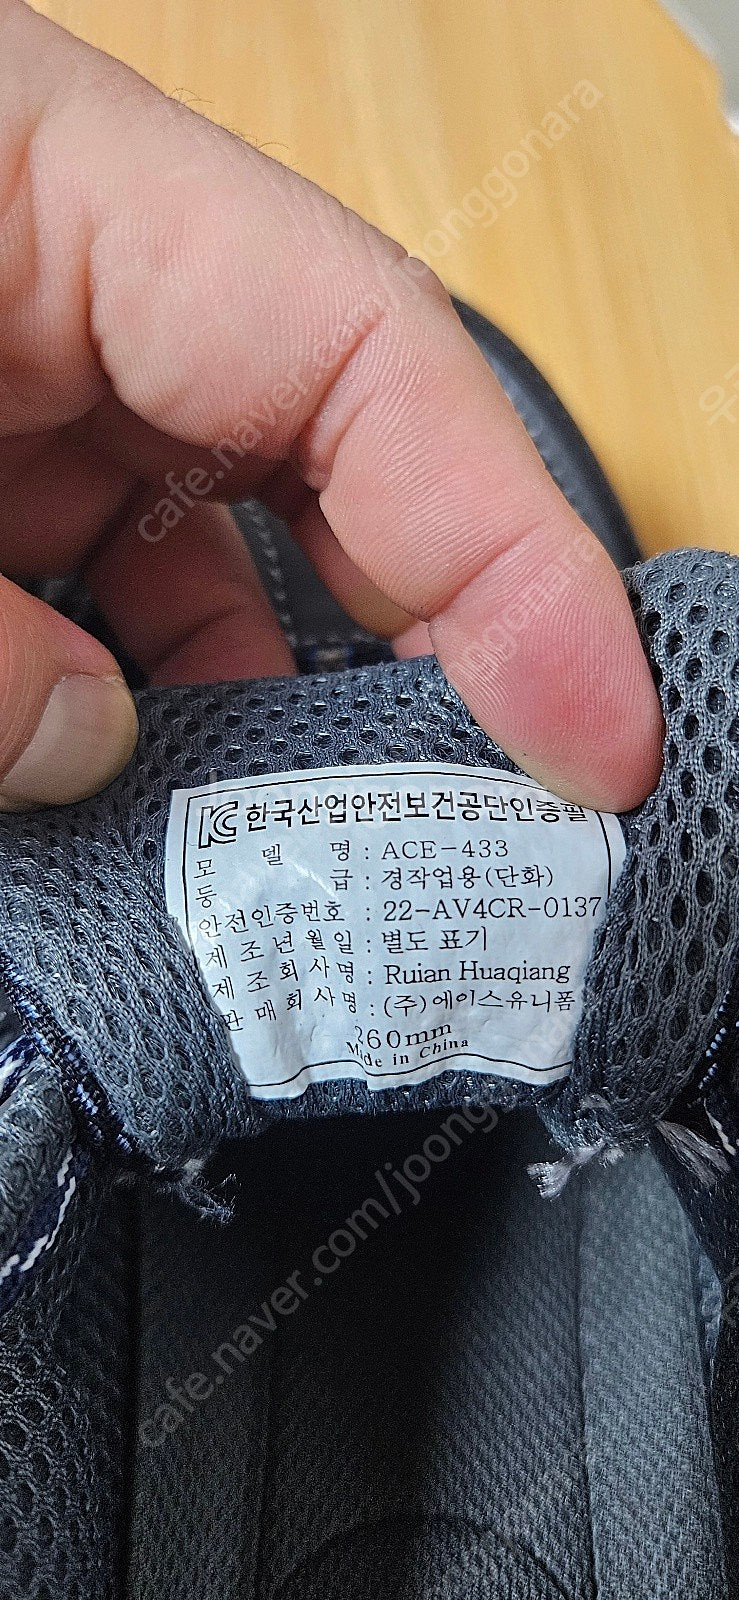 KC 한국산업안전보건공단인증필
모 델 명 : ACE-433
등 급 : 경작업용(단화)
안전인증번호 : 22-AV4CR-0137
제 조 년 월 일 : 별도 표기
제 조 회 사 명 : Ruian Huaqiang
판 매 회 사 명 : (주)에이스유니폼
260mm
Made in China
cafe.naver.com/joonggonara
cafe.naver.com/joonggonara
joonggonara